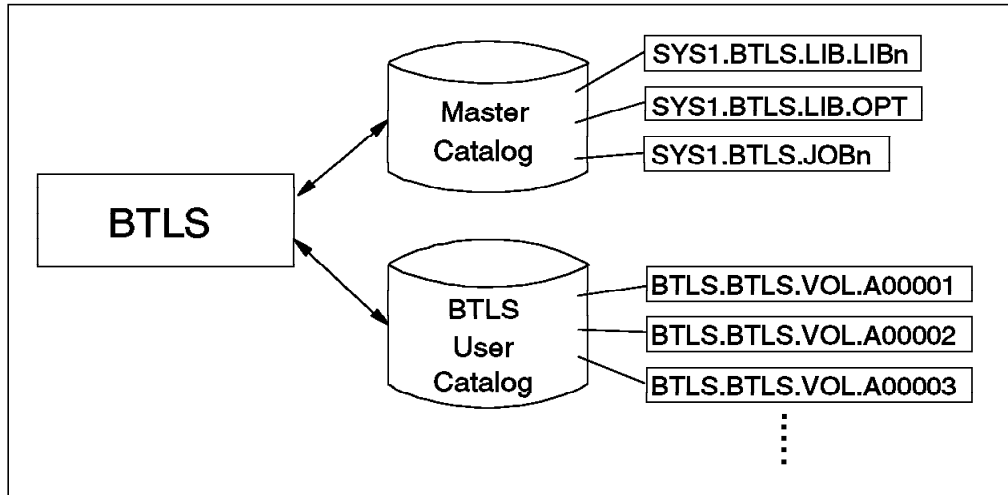 BTLS
Master
Catalog
SYS1.BTLS.LIB.LIBn
SYS1.BTLS.LIB.OPT
SYS1.BTLS.JOBn
BTLS
User
Catalog
BTLS.BTLS.VOL.A00001
BTLS.BTLS.VOL.A00002
BTLS.BTLS.VOL.A00003